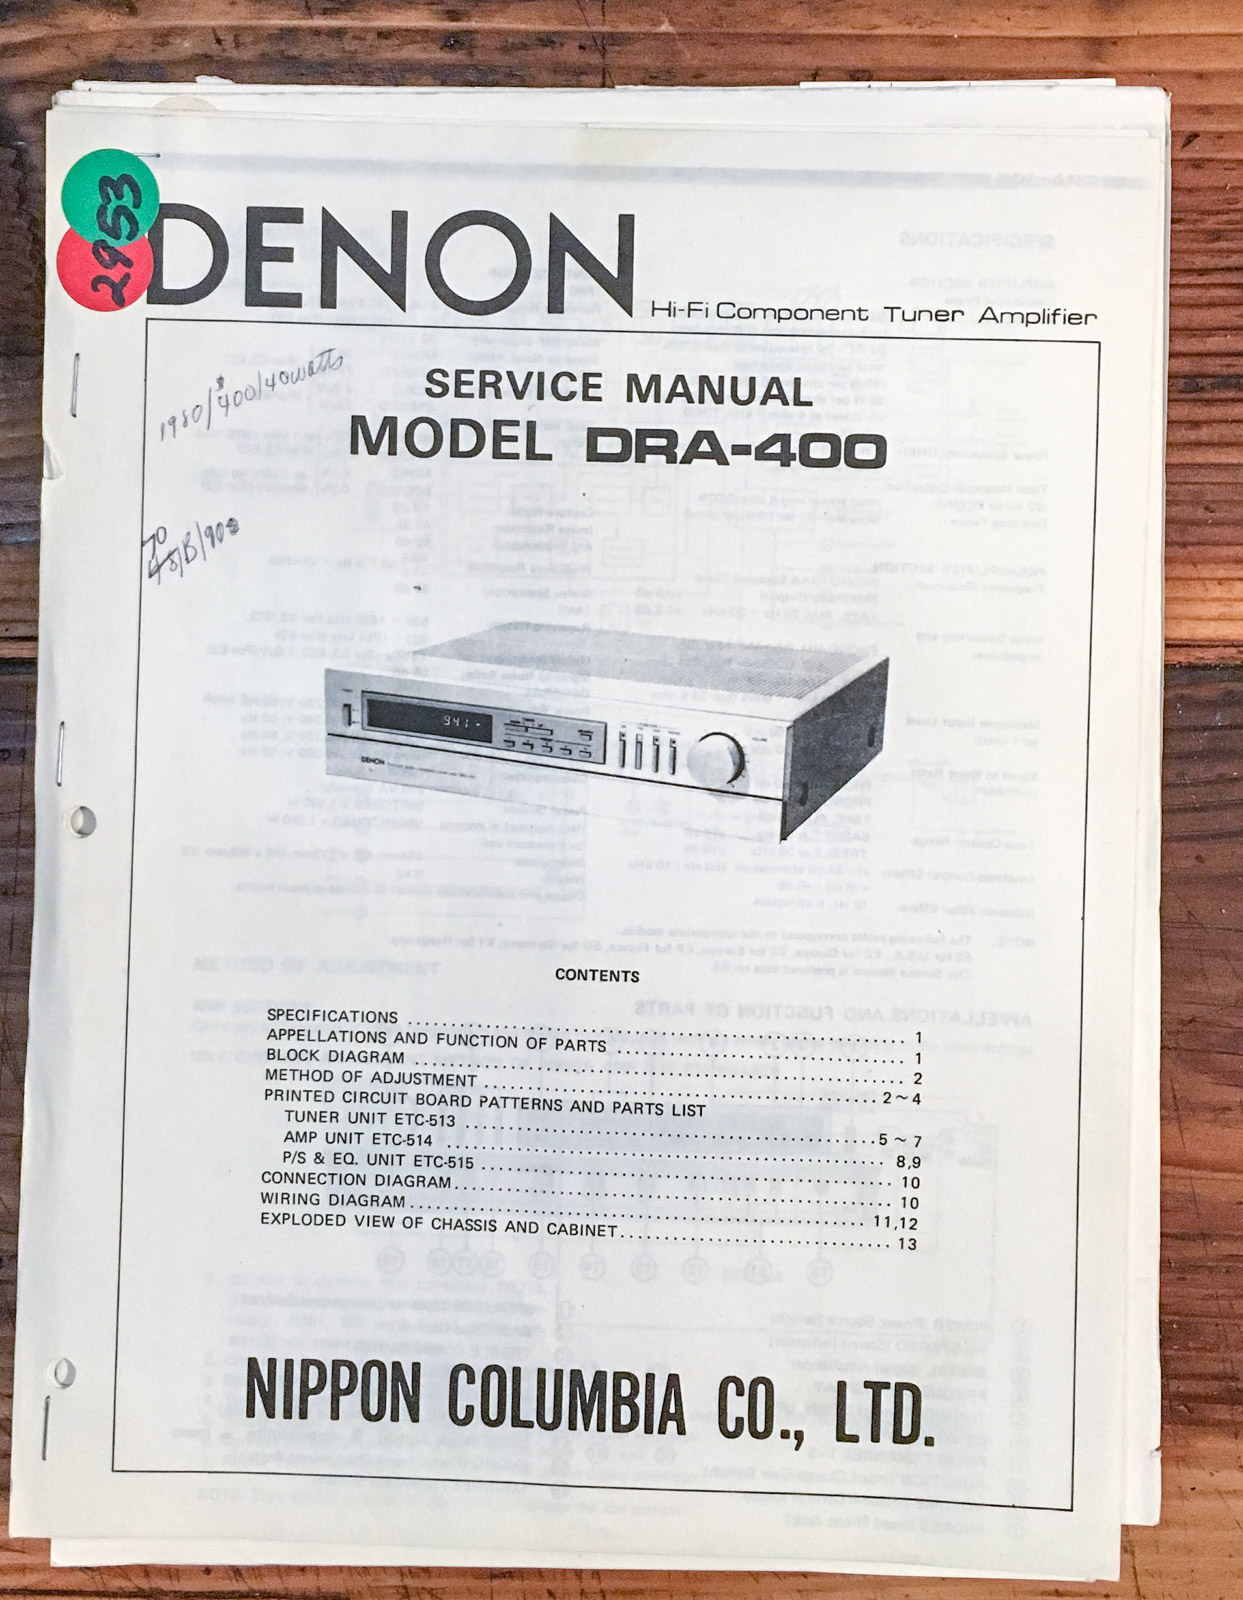 2953
DENON
Hi-Fi Component Tuner Amplifier
1980/$400/40watts
SERVICE MANUAL
MODEL DRA-400
70
941
DENON
CONTENTS
SPECIFICATIONS 1
APPELLATIONS AND FUNCTION OF PARTS 1
BLOCK DIAGRAM 2
METHOD OF ADJUSTMENT 2~4
PRINTED CIRCUIT BOARD PATTERNS AND PARTS LIST
TUNER UNIT ETC-513 5~7
AMP UNIT ETC-514 8,9
P/S & EQ. UNIT ETC-515 10
CONNECTION DIAGRAM 10
WIRING DIAGRAM 11,12
EXPLODED VIEW OF CHASSIS AND CABINET 13
NIPPON COLUMBIA CO., LTD.